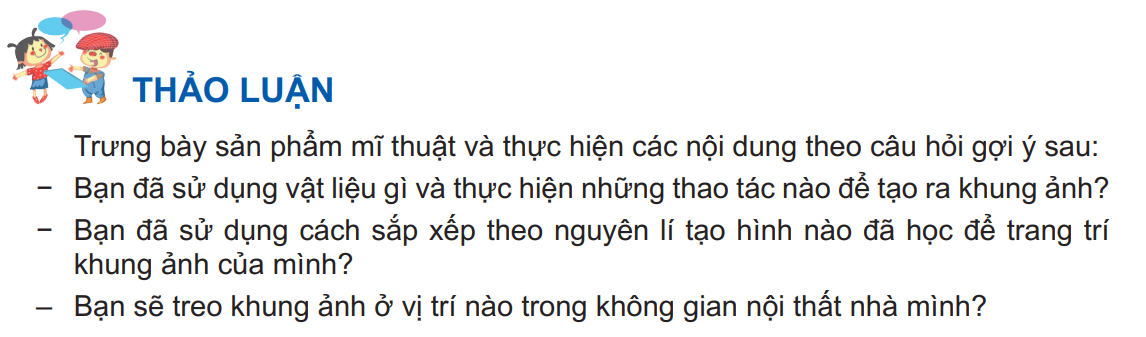 THẢO LUẬN
Trưng bày sản phẩm mĩ thuật và thực hiện các nội dung theo câu hỏi gợi ý sau:
− Bạn đã sử dụng vật liệu gì và thực hiện những thao tác nào để tạo ra khung ảnh?
− Bạn đã sử dụng cách sắp xếp theo nguyên lí tạo hình nào đã học để trang trí
khung ảnh của mình?
– Bạn sẽ treo khung ảnh ở vị trí nào trong không gian nội thất nhà mình?